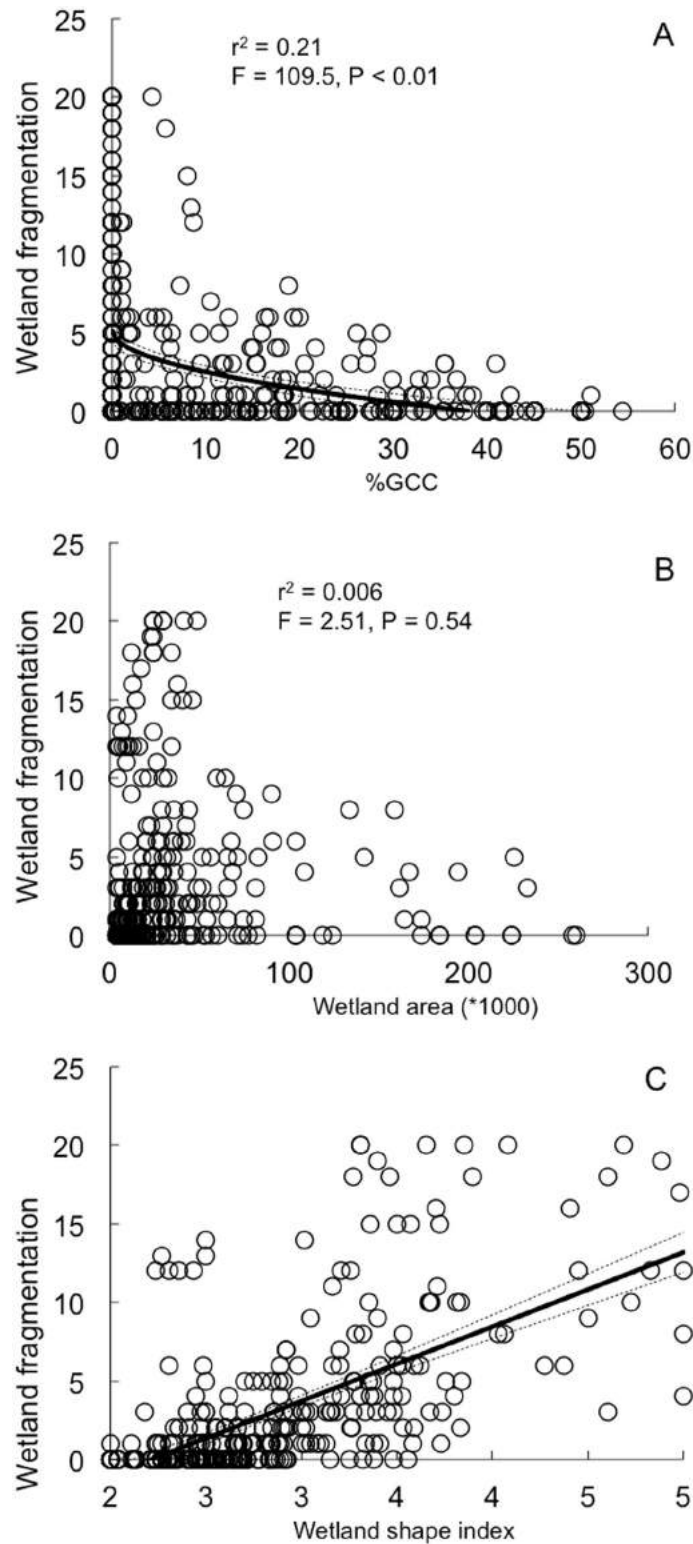 A
r² = 0.21
F = 109.5, P < 0.01
Wetland fragmentation
25
20
15
10
5
0
0 10 20 30 40 50 60
%GCC
B
r² = 0.006
F = 2.51, P = 0.54
Wetland fragmentation
25
20
15
10
5
0
0 100 200 300
Wetland area (*1000)
C
Wetland fragmentation
25
20
15
10
5
0
2 3 3 4 4 5 5
Wetland shape index